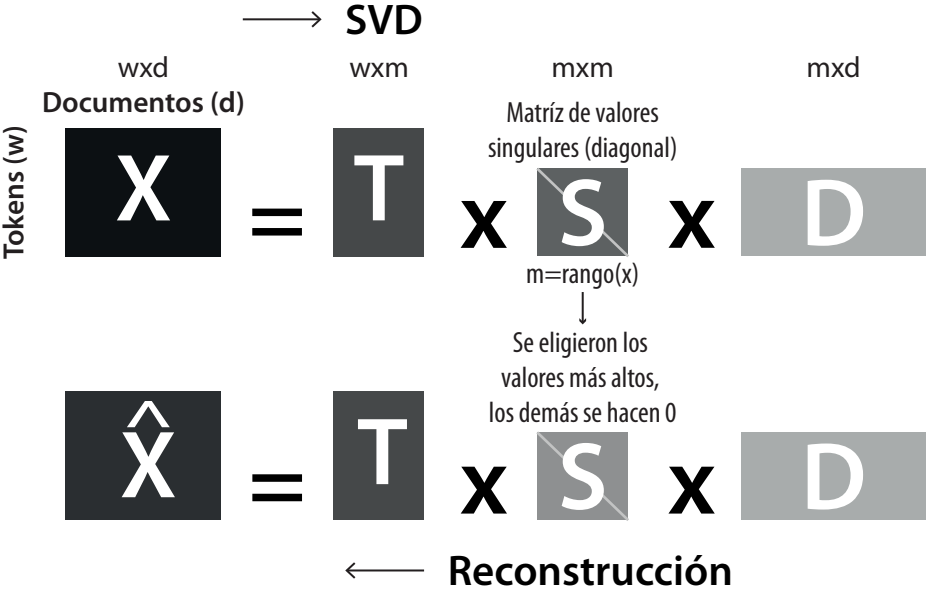 → SVD
wxd wxm mxm mxd
Documentos (d)
Tokens (w)
Matríz de valores
singulares (diagonal)
X = T x S x D
m=rango(x)
↓
Se eligieron los
valores más altos,
los demás se hacen 0
X̂ = T x S x D
← Reconstrucción